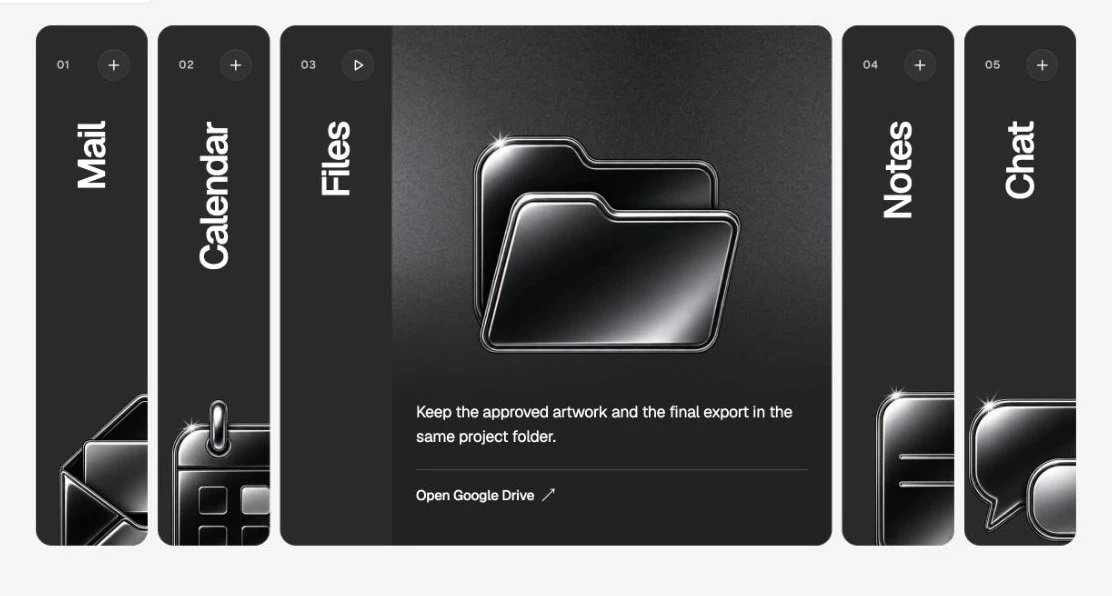 01
Mail
02
Calendar
03
Files
Keep the approved artwork and the final export in the
same project folder.
Open Google Drive ↗
04
Notes
05
Chat